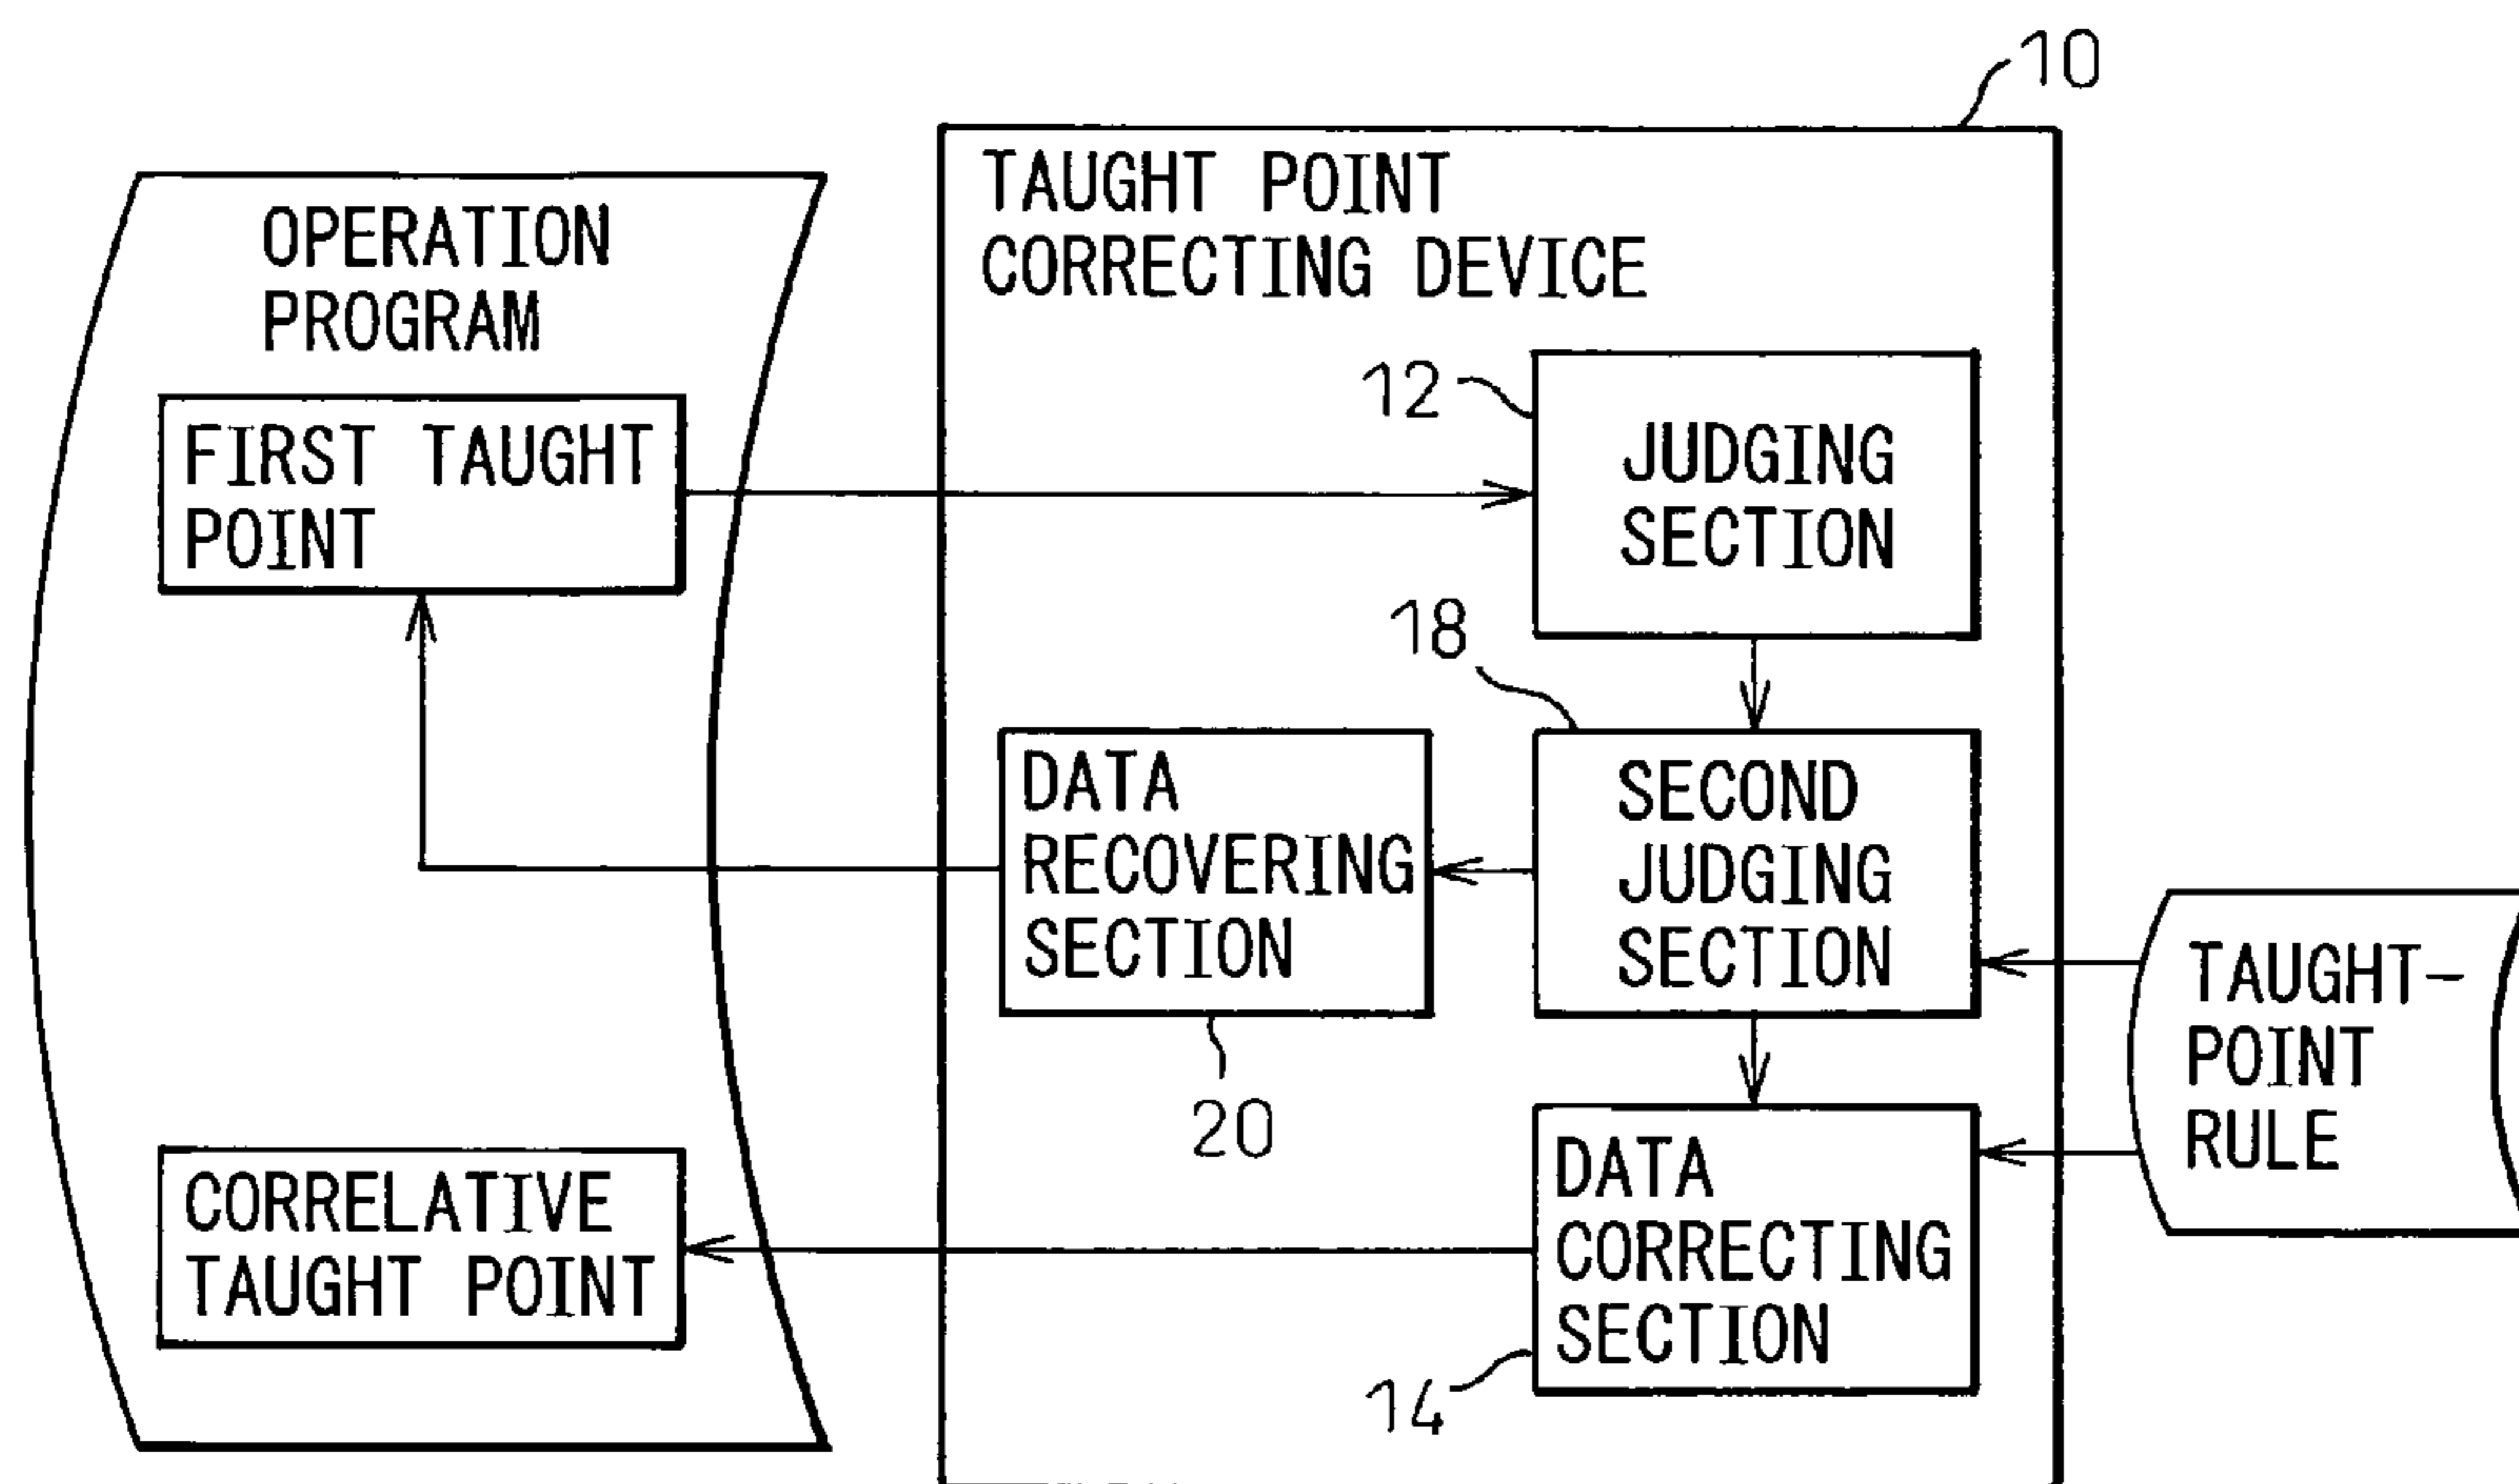 10
TAUGHT POINT
CORRECTING DEVICE
OPERATION
PROGRAM
FIRST TAUGHT
POINT
12
JUDGING
SECTION
18
DATA
RECOVERING
SECTION
SECOND
JUDGING
SECTION
20
TAUGHT-
POINT
RULE
CORRELATIVE
TAUGHT POINT
DATA
CORRECTING
SECTION
14